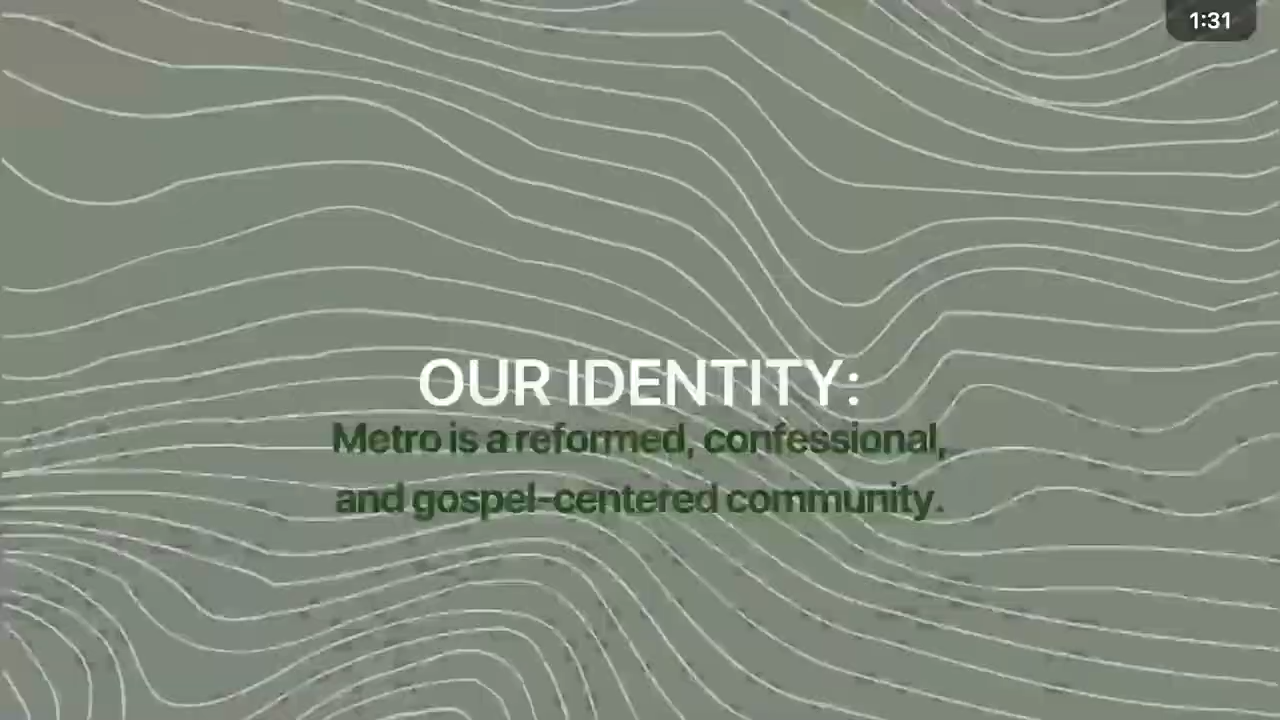 1:31
OUR IDENTITY:
Metro is a reformed, confessional,
and gospel-centered community.